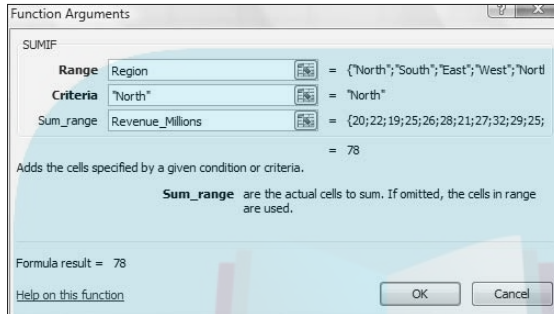 Function Arguments
SUMIF
Range Region = {"North";"South";"East";"West";"Nortl
Criteria "North" = "North"
Sum_range Revenue_Millions = {20;22;19;25;26;28;21;27;32;29;25;
= 78
Adds the cells specified by a given condition or criteria.
Sum_range are the actual cells to sum. If omitted, the cells in range
are used.
Formula result = 78
Help on this function OK Cancel